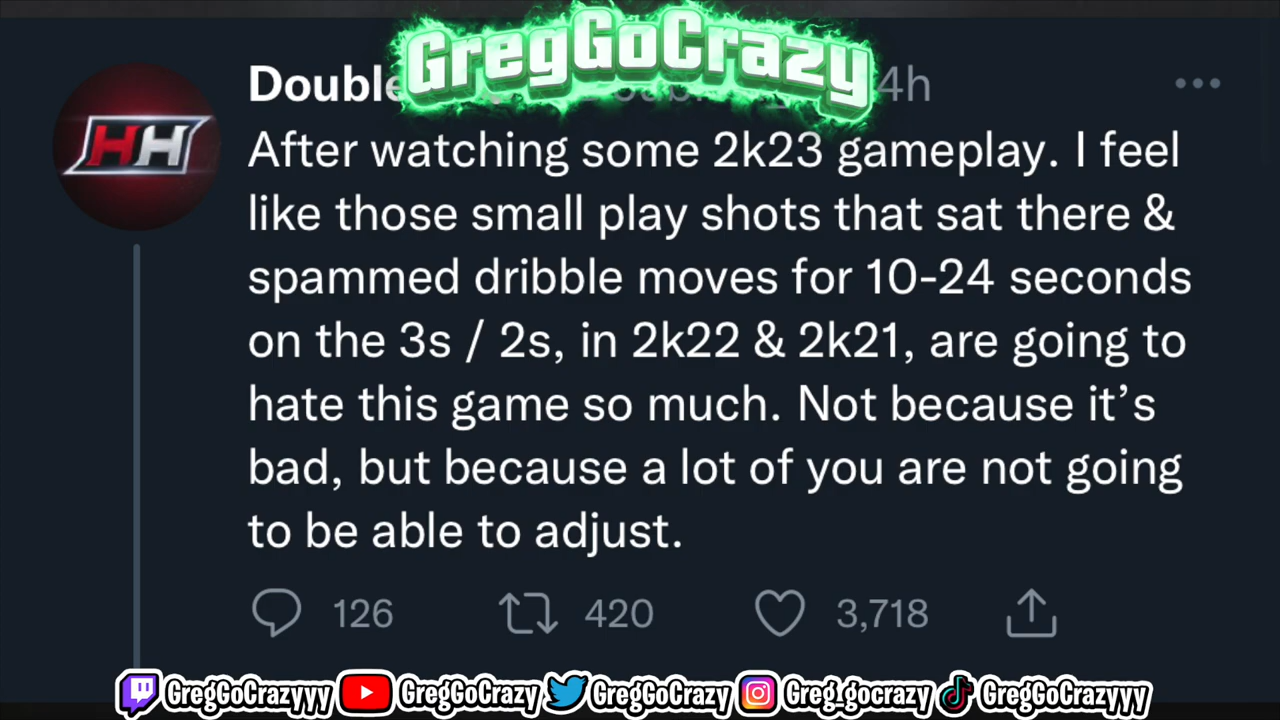 GregGoCrazy
Double 4h
HH
After watching some 2k23 gameplay. I feel
like those small play shots that sat there &
spammed dribble moves for 10-24 seconds
on the 3s / 2s, in 2k22 & 2k21, are going to
hate this game so much. Not because it’s
bad, but because a lot of you are not going
to be able to adjust.
126 420 3,718
GregGoCrazyyy GregGoCrazy GregGoCrazy Greg_gocrazy GregGoCrazyyy